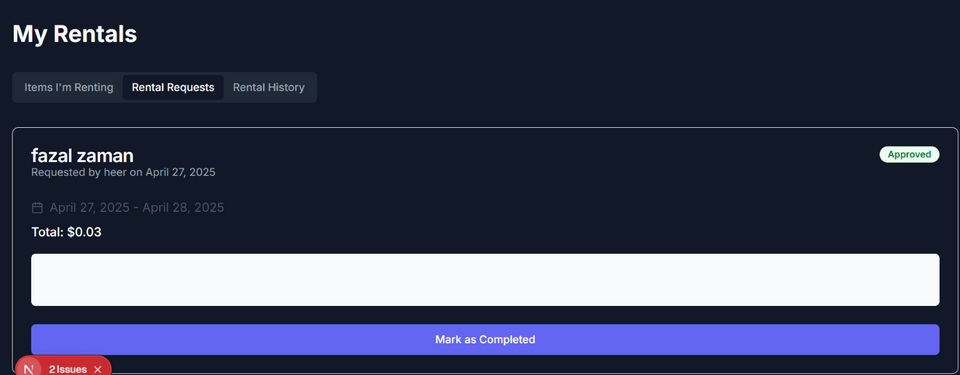 My Rentals
Items I'm Renting Rental Requests Rental History
fazal zaman Approved
Requested by heer on April 27, 2025
April 27, 2025 - April 28, 2025
Total: $0.03
Mark as Completed
N 2 Issues ×